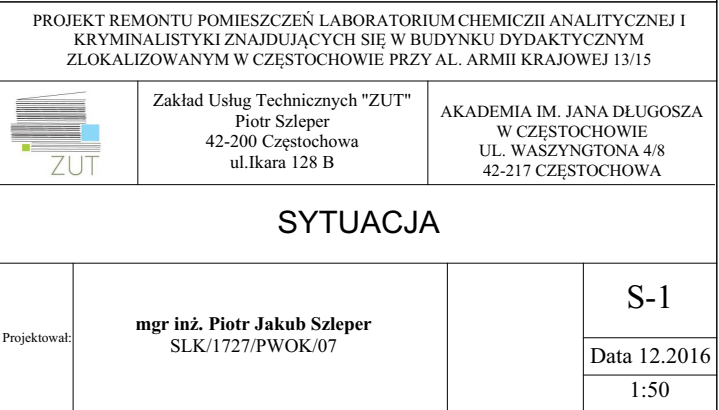 PROJEKT REMONTU POMIESZCZEŃ LABORATORIUM CHEMICZII ANALITYCZNEJ I
KRYMINALISTYKI ZNAJDUJĄCYCH SIĘ W BUDYNKU DYDAKTYCZNYM
ZLOKALIZOWANYM W CZĘSTOCHOWIE PRZY AL. ARMII KRAJOWEJ 13/15
ZUT
Zakład Usług Technicznych "ZUT"
Piotr Szleper
42-200 Częstochowa
ul.Ikara 128 B
AKADEMIA IM. JANA DŁUGOSZA
W CZĘSTOCHOWIE
UL. WASZYNGTONA 4/8
42-217 CZĘSTOCHOWA
SYTUACJA
Projektował:
mgr inż. Piotr Jakub Szleper
SLK/1727/PWOK/07
S-1
Data 12.2016
1:50